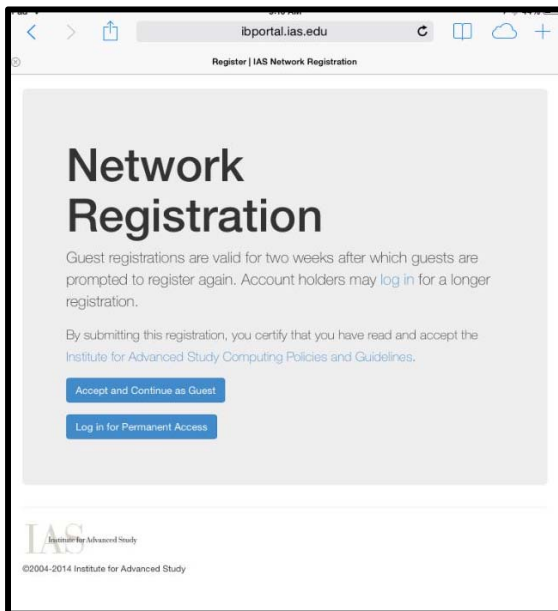 ibportal.ias.edu
Register | IAS Network Registration
Network
Registration
Guest registrations are valid for two weeks after which guests are
prompted to register again. Account holders may log in for a longer
registration.
By submitting this registration, you certify that you have read and accept the
Institute for Advanced Study Computing Policies and Guidelines.
Accept and Continue as Guest
Log in for Permanent Access
IAS
Institute for Advanced Study
©2004-2014 Institute for Advanced Study